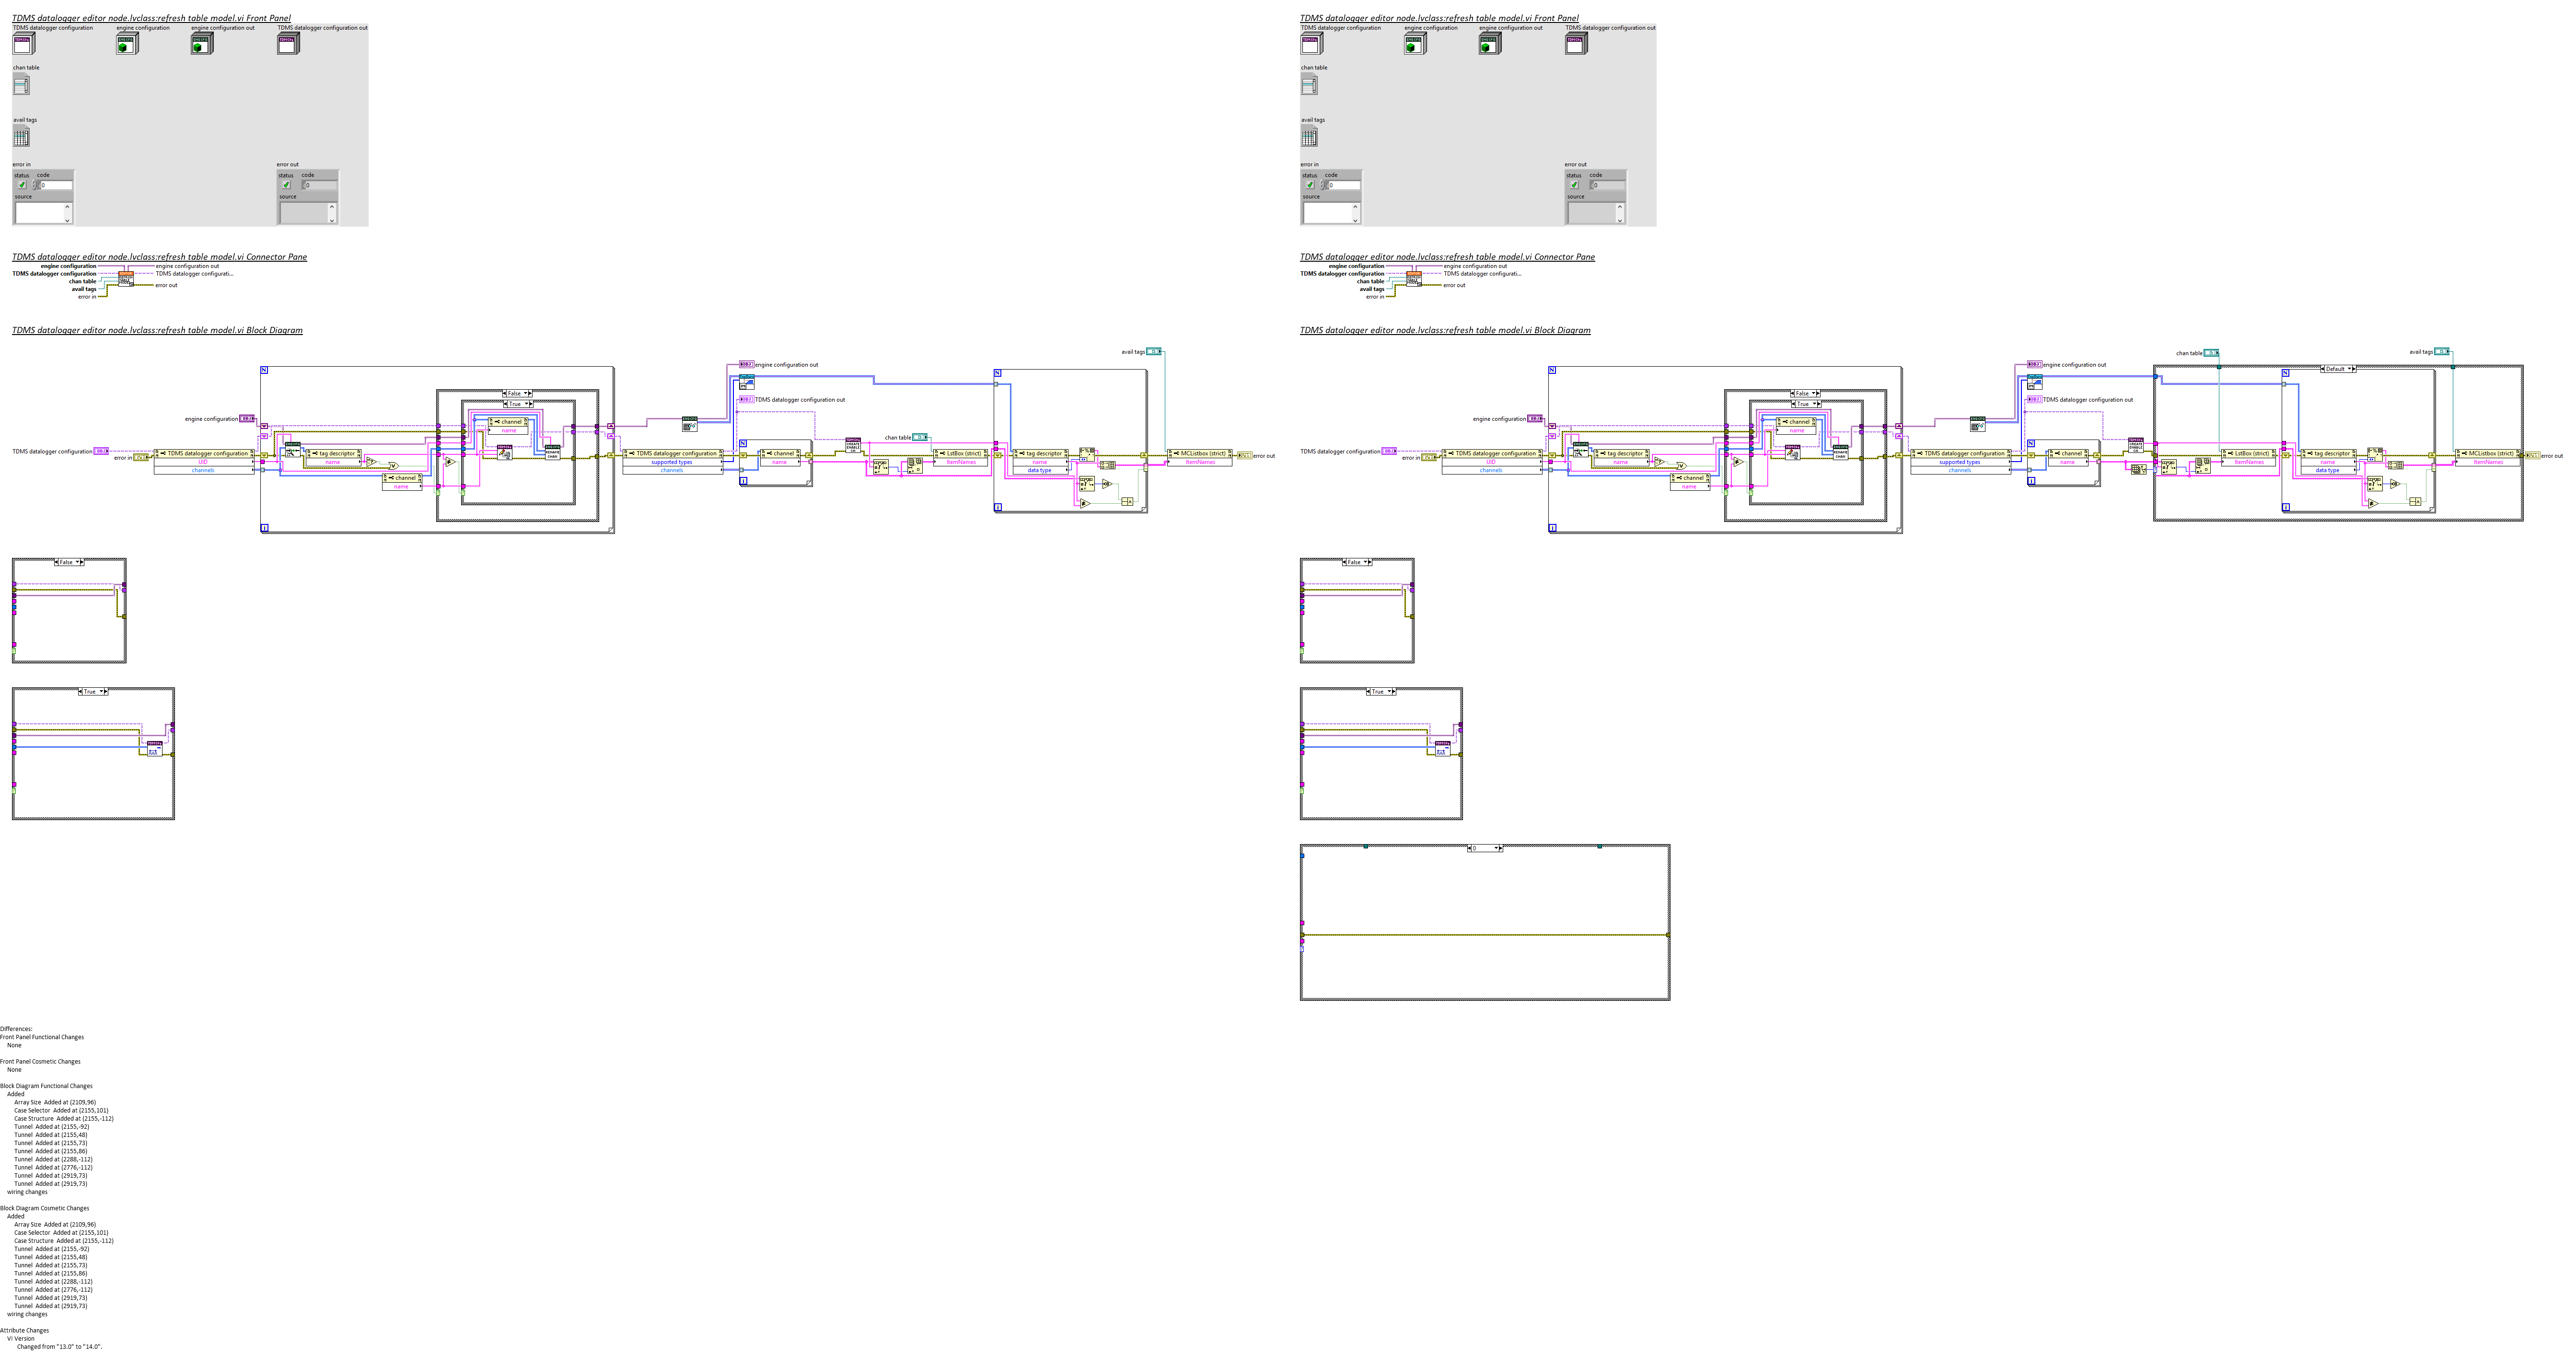 TDMS datalogger editor node.lvclass:refresh table model.vi Front Panel
TDMS datalogger configuration
engine configuration
engine configuration out
TDMS datalogger configuration out
chan table
avail tags
error in
error out
status code
0
source
status code
0
source
TDMS datalogger editor node.lvclass:refresh table model.vi Connector Pane
engine configuration
engine configuration out
TDMS datalogger configuration
TDMS datalogger configurati...
chan table
avail tags
error out
error in
TDMS datalogger editor node.lvclass:refresh table model.vi Block Diagram
avail tags
engine configuration out
False
True
TDMS datalogger configuration out
engine configuration
channel
name
chan table
TDMS datalogger configuration
error in
TDMS datalogger configuration
UID
channels
tag descriptor
name
channel
name
TDMS datalogger configuration
supported types
channels
channel
name
ListBox (strict)
ItemNames
tag descriptor
name
data type
MCListbox (strict)
ItemNames
error out
False
True
TDMS datalogger editor node.lvclass:refresh table model.vi Front Panel
TDMS datalogger configuration
engine configuration
engine configuration out
TDMS datalogger configuration out
chan table
avail tags
error in
error out
status code
0
source
status code
0
source
TDMS datalogger editor node.lvclass:refresh table model.vi Connector Pane
engine configuration
engine configuration out
TDMS datalogger configuration
TDMS datalogger configurati...
chan table
avail tags
error out
error in
TDMS datalogger editor node.lvclass:refresh table model.vi Block Diagram
chan table
avail tags
engine configuration out
Default
False
True
TDMS datalogger configuration out
engine configuration
channel
name
TDMS datalogger configuration
error in
TDMS datalogger configuration
UID
channels
tag descriptor
name
channel
name
TDMS datalogger configuration
supported types
channels
channel
name
ListBox (strict)
ItemNames
tag descriptor
name
data type
MCListbox (strict)
ItemNames
error out
False
True
0
Differences:
Front Panel Functional Changes
None
Front Panel Cosmetic Changes
None
Block Diagram Functional Changes
Added
Array Size Added at (2109,96)
Case Selector Added at (2155,101)
Case Structure Added at (2155,-112)
Tunnel Added at (2155,-92)
Tunnel Added at (2155,48)
Tunnel Added at (2155,73)
Tunnel Added at (2155,86)
Tunnel Added at (2288,-112)
Tunnel Added at (2776,-112)
Tunnel Added at (2919,73)
Tunnel Added at (2919,73)
wiring changes
Block Diagram Cosmetic Changes
Added
Array Size Added at (2109,96)
Case Selector Added at (2155,101)
Case Structure Added at (2155,-112)
Tunnel Added at (2155,-92)
Tunnel Added at (2155,48)
Tunnel Added at (2155,73)
Tunnel Added at (2155,86)
Tunnel Added at (2288,-112)
Tunnel Added at (2776,-112)
Tunnel Added at (2919,73)
Tunnel Added at (2919,73)
wiring changes
Attribute Changes
VI Version
Changed from "13.0" to "14.0".